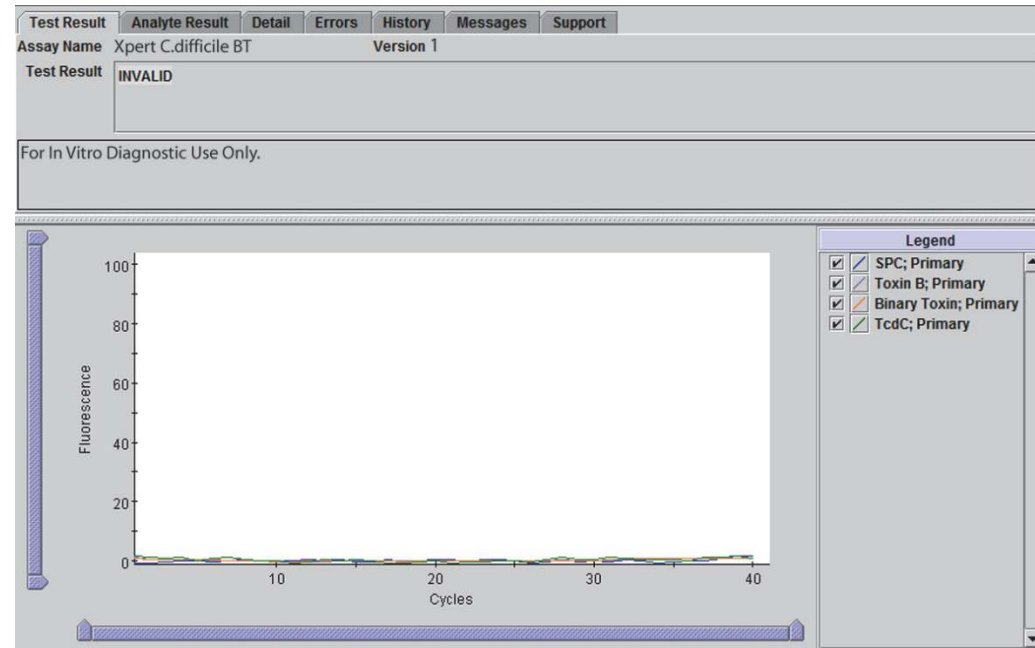 Test Result Analyte Result Detail Errors History Messages Support
Assay Name Xpert C.difficile BT Version 1
Test Result INVALID
For In Vitro Diagnostic Use Only.
Legend
SPC; Primary
Toxin B; Primary
Binary Toxin; Primary
TcdC; Primary
100
80
60
40
20
0
Fluorescence
10 20 30 40
Cycles